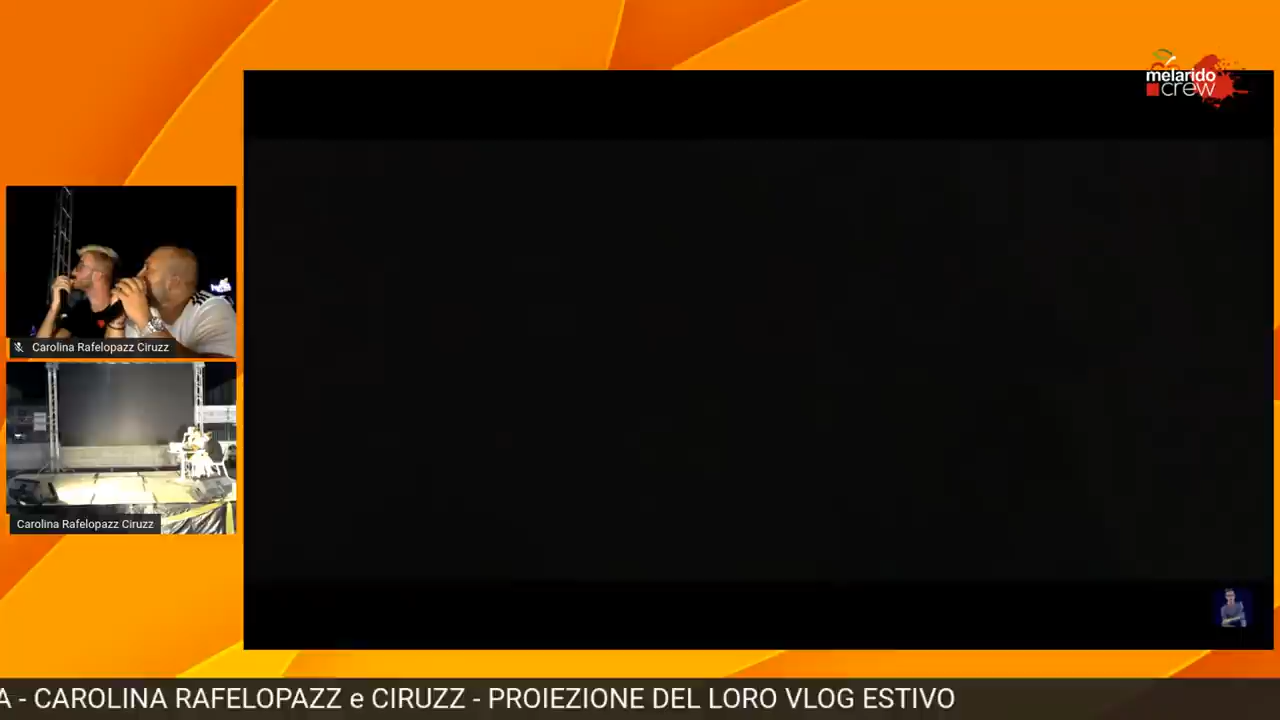 melarido
crew
Carolina Rafelopazz Ciruzz
Carolina Rafelopazz Ciruzz
A - CAROLINA RAFELOPAZZ e CIRUZZ - PROIEZIONE DEL LORO VLOG ESTIVO